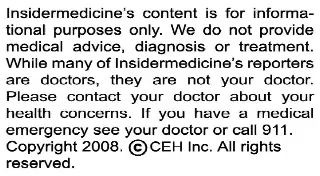 Insidermedicine's content is for informa-
tional purposes only. We do not provide
medical advice, diagnosis or treatment.
While many of Insidermedicine's reporters
are doctors, they are not your doctor.
Please contact your doctor about your
health concerns. If you have a medical
emergency see your doctor or call 911.
Copyright 2008. ©CEH Inc. All rights
reserved.